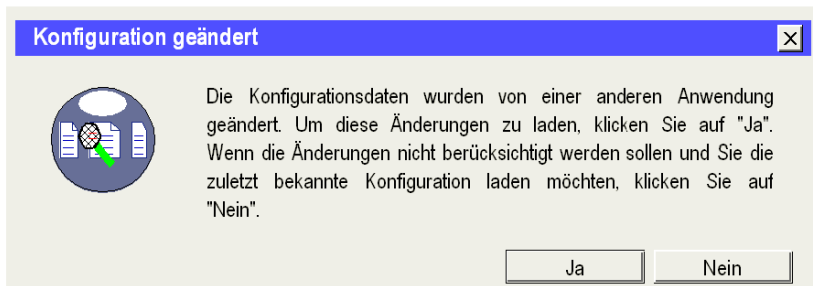 Konfiguration geändert
Die Konfigurationsdaten wurden von einer anderen Anwendung
geändert. Um diese Änderungen zu laden, klicken Sie auf "Ja".
Wenn die Änderungen nicht berücksichtigt werden sollen und Sie die
zuletzt bekannte Konfiguration laden möchten, klicken Sie auf
"Nein".
Ja
Nein